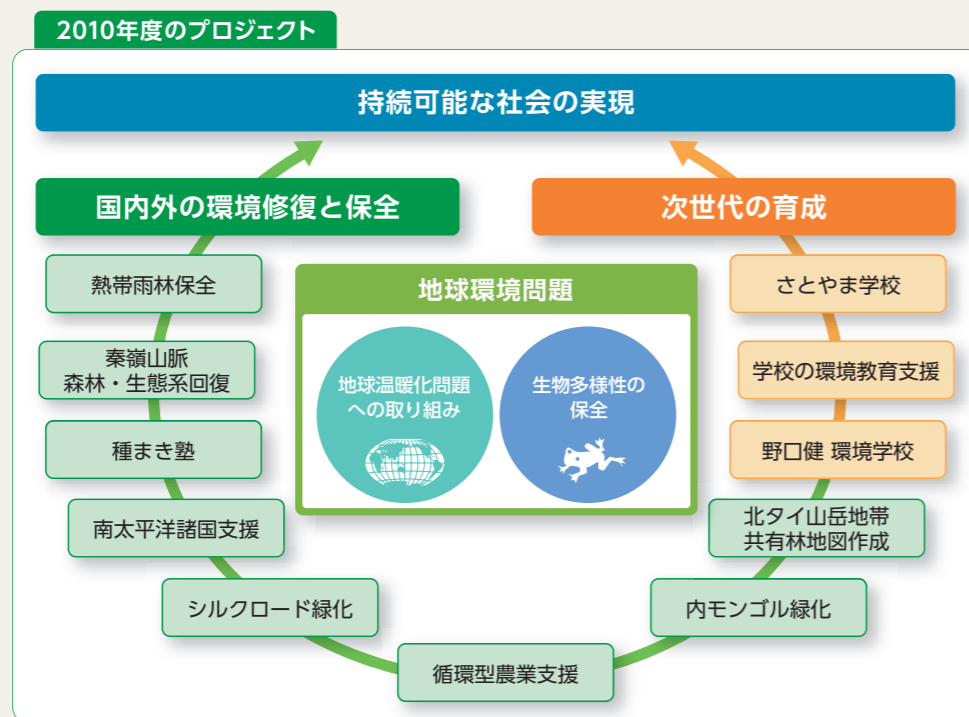 2010年度のプロジェクト
持続可能な社会の実現
国内外の環境修復と保全
次世代の育成
熱帯雨林保全
秦嶺山脈
森林・生態系回復
種まき塾
南太平洋諸国支援
シルクロード緑化
循環型農業支援
内モンゴル緑化
北タイ山岳地帯
共有林地図作成
野口健 環境学校
学校の環境教育支援
さとやま学校
地球環境問題
地球温暖化問題
への取り組み
生物多様性の
保全